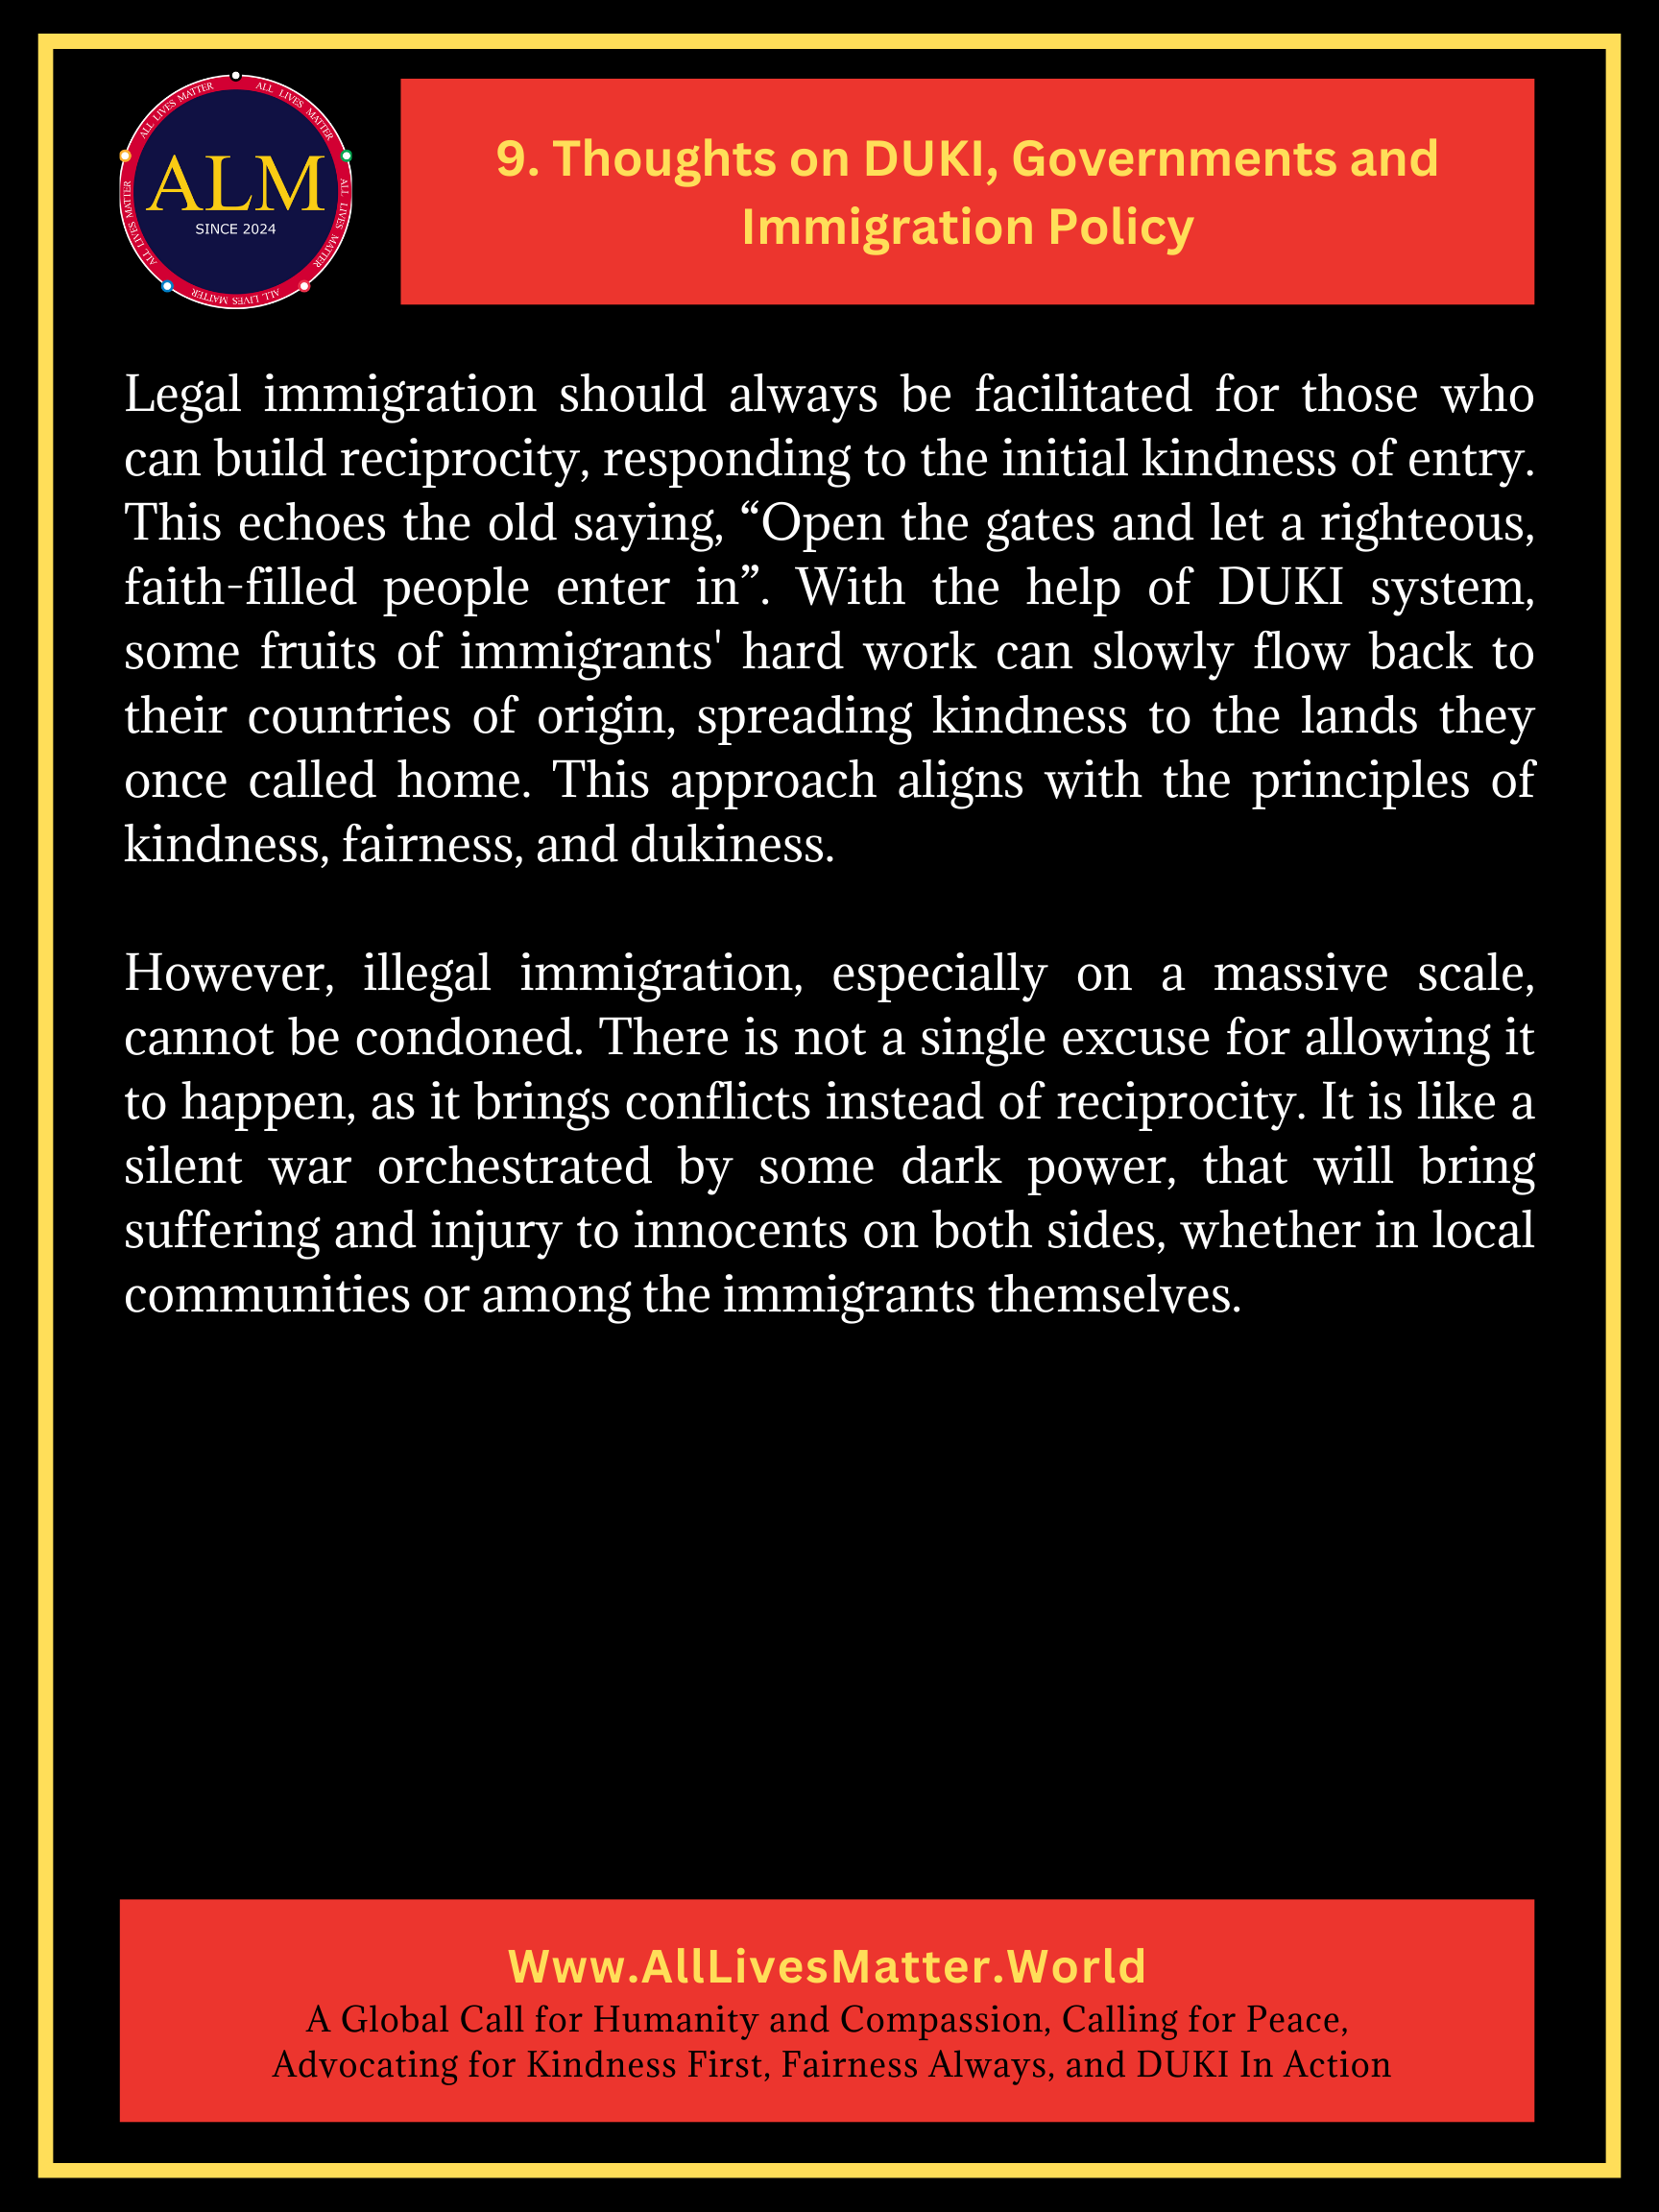 ALL LIVES MATTER
ALL LIVES MATTER
ALL LIVES MATTER
ALL LIVES MATTER
ALL LIVES MATTER
ALM
SINCE 2024
9. Thoughts on DUKI, Governments and
Immigration Policy
Legal immigration should always be facilitated for those who
can build reciprocity, responding to the initial kindness of entry.
This echoes the old saying, “Open the gates and let a righteous,
faith-filled people enter in”. With the help of DUKI system,
some fruits of immigrants' hard work can slowly flow back to
their countries of origin, spreading kindness to the lands they
once called home. This approach aligns with the principles of
kindness, fairness, and dukiness.
However, illegal immigration, especially on a massive scale,
cannot be condoned. There is not a single excuse for allowing it
to happen, as it brings conflicts instead of reciprocity. It is like a
silent war orchestrated by some dark power, that will bring
suffering and injury to innocents on both sides, whether in local
communities or among the immigrants themselves.
Www.AllLivesMatter.World
A Global Call for Humanity and Compassion, Calling for Peace,
Advocating for Kindness First, Fairness Always, and DUKI In Action